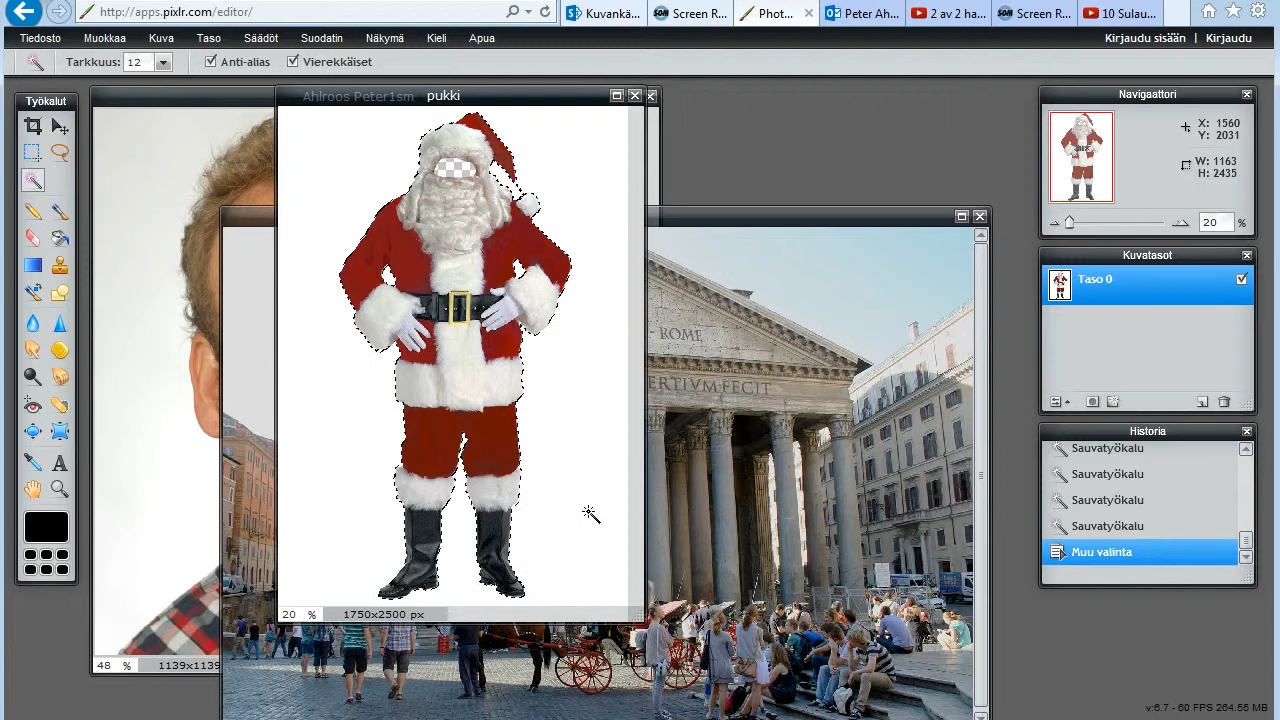 http://apps.pixlr.com/editor/
Kuvankä...
Screen R...
Phot...
Peter Ah...
2 av 2 ha...
Screen R...
10 Sulau...
Tiedosto Muokkaa Kuva Taso Säädöt Suodatin Näkymä Kieli Apua
Kirjaudu sisään | Kirjaudu
Tarkkuus: 12 Anti-alias Vierekkäiset
Työkalut
Ahlroos Peter1sm pukki
Navigaattori
X: 1560
Y: 2031
W: 1163
H: 2435
20 %
Kuvatasot
Taso 0
ROME
ERTIVM·FECIT
Historia
Sauvatyökalu
Sauvatyökalu
Sauvatyökalu
Sauvatyökalu
Muu valinta
20 % 1750x2500 px
48 % 1139x1139
v:6.7 - 60 FPS 264.55 MB